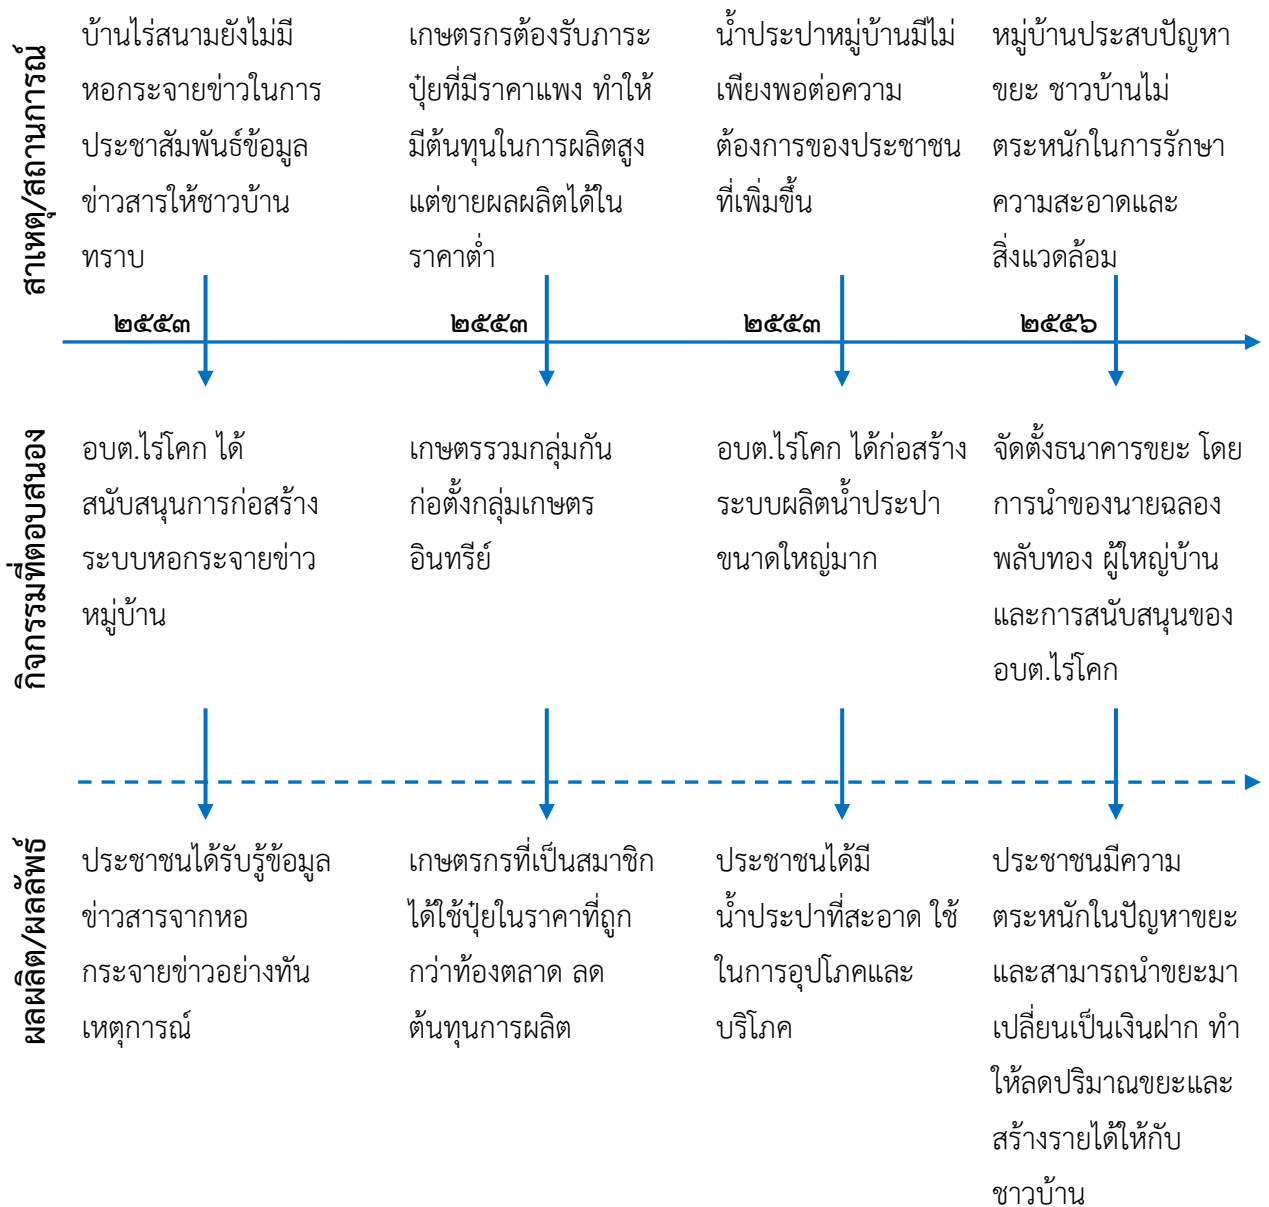 สาเหตุ/สถานการณ์
บ้านไร่สนามยังไม่มี
หอกระจายข่าวในการ
ประชาสัมพันธ์ข้อมูล
ข่าวสารให้ชาวบ้าน
ทราบ
เกษตรกรต้องรับภาระ
ปุ๋ยที่มีราคาแพง ทำให้
มีต้นทุนในการผลิตสูง
แต่ขายผลผลิตได้ใน
ราคาต่ำ
น้ำประปาหมู่บ้านมีไม่
เพียงพอต่อความ
ต้องการของประชาชน
ที่เพิ่มขึ้น
หมู่บ้านประสบปัญหา
ขยะ ชาวบ้านไม่
ตระหนักในการรักษา
ความสะอาดและ
สิ่งแวดล้อม
๒๕๕๓
๒๕๕๓
๒๕๕๓
๒๕๕๖
กิจกรรมที่ตอบสนอง
อบต.ไร่โคก ได้
สนับสนุนการก่อสร้าง
ระบบหอกระจายข่าว
หมู่บ้าน
เกษตรรวมกลุ่มกัน
ก่อตั้งกลุ่มเกษตร
อินทรีย์
อบต.ไร่โคก ได้ก่อสร้าง
ระบบผลิตน้ำประปา
ขนาดใหญ่มาก
จัดตั้งธนาคารขยะ โดย
การนำของนายฉลอง
พลับทอง ผู้ใหญ่บ้าน
และการสนับสนุนของ
อบต.ไร่โคก
ผลผลิต/ผลลัพธ์
ประชาชนได้รับรู้ข้อมูล
ข่าวสารจากหอ
กระจายข่าวอย่างทัน
เหตุการณ์
เกษตรกรที่เป็นสมาชิก
ได้ใช้ปุ๋ยในราคาที่ถูก
กว่าท้องตลาด ลด
ต้นทุนการผลิต
ประชาชนได้มี
น้ำประปาที่สะอาด ใช้
ในการอุปโภคและ
บริโภค
ประชาชนมีความ
ตระหนักในปัญหาขยะ
และสามารถนำขยะมา
เปลี่ยนเป็นเงินฝาก ทำ
ให้ลดปริมาณขยะและ
สร้างรายได้ให้กับ
ชาวบ้าน